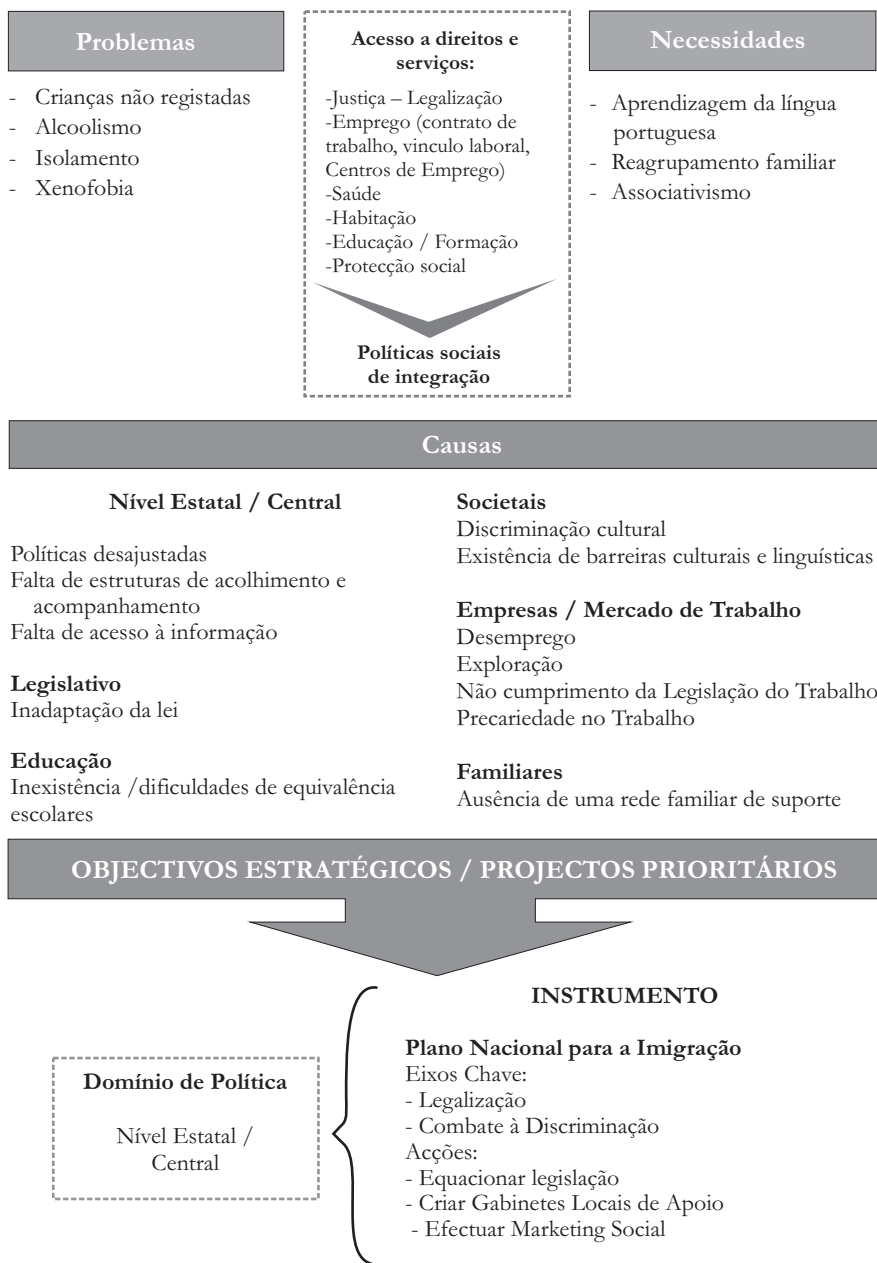 Problemas
- Crianças não registadas
- Alcoolismo
- Isolamento
- Xenofobia
Acesso a direitos e
serviços:
-Justiça – Legalização
-Emprego (contrato de
trabalho, vinculo laboral,
Centros de Emprego)
-Saúde
-Habitação
-Educação / Formação
-Protecção social
Políticas sociais
de integração
Necessidades
- Aprendizagem da língua
portuguesa
- Reagrupamento familiar
- Associativismo
Causas
Nível Estatal / Central
Políticas desajustadas
Falta de estruturas de acolhimento e
acompanhamento
Falta de acesso à informação
Legislativo
Inadaptação da lei
Educação
Inexistência /dificuldades de equivalência
escolares
Societais
Discriminação cultural
Existência de barreiras culturais e linguísticas
Empresas / Mercado de Trabalho
Desemprego
Exploração
Não cumprimento da Legislação do Trabalho
Precariedade no Trabalho
Familiares
Ausência de uma rede familiar de suporte
OBJECTIVOS ESTRATÉGICOS / PROJECTOS PRIORITÁRIOS
Domínio de Política
Nível Estatal /
Central
INSTRUMENTO
Plano Nacional para a Imigração
Eixos Chave:
- Legalização
- Combate à Discriminação
Acções:
- Equacionar legislação
- Criar Gabinetes Locais de Apoio
- Efectuar Marketing Social